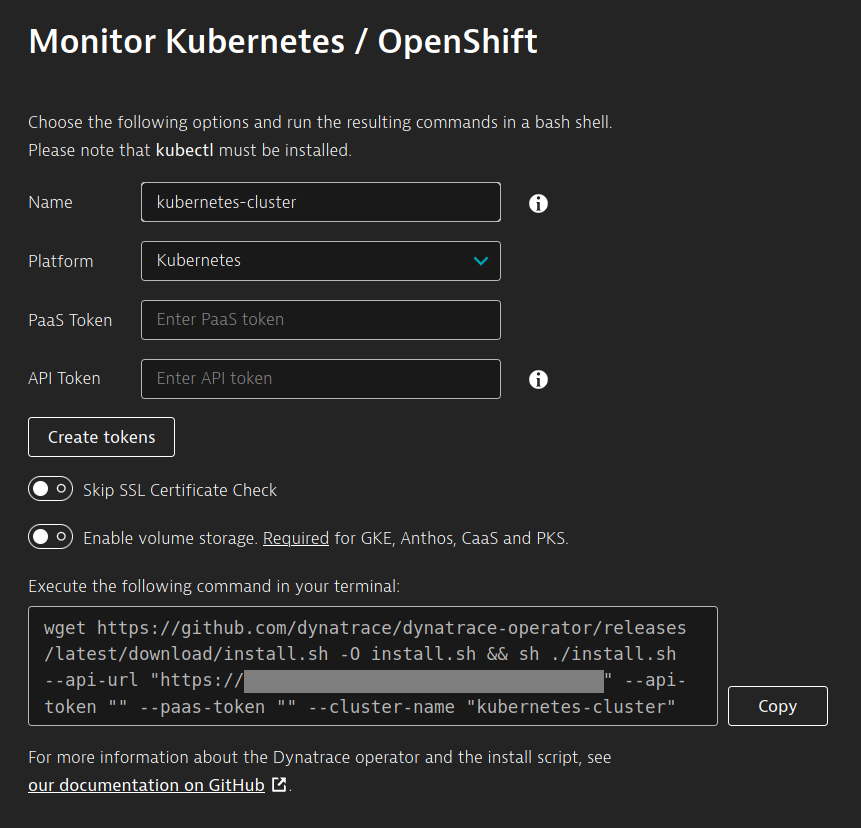 Monitor Kubernetes / OpenShift
Choose the following options and run the resulting commands in a bash shell.
Please note that kubectl must be installed.
Name kubernetes-cluster
Platform Kubernetes
PaaS Token Enter PaaS token
API Token Enter API token
Create tokens
Skip SSL Certificate Check
Enable volume storage. Required for GKE, Anthos, CaaS and PKS.
Execute the following command in your terminal:
wget https://github.com/dynatrace/dynatrace-operator/releases
/latest/download/install.sh -O install.sh && sh ./install.sh
--api-url "https://" --api-
token "" --paas-token "" --cluster-name "kubernetes-cluster"
Copy
For more information about the Dynatrace operator and the install script, see
our documentation on GitHub.